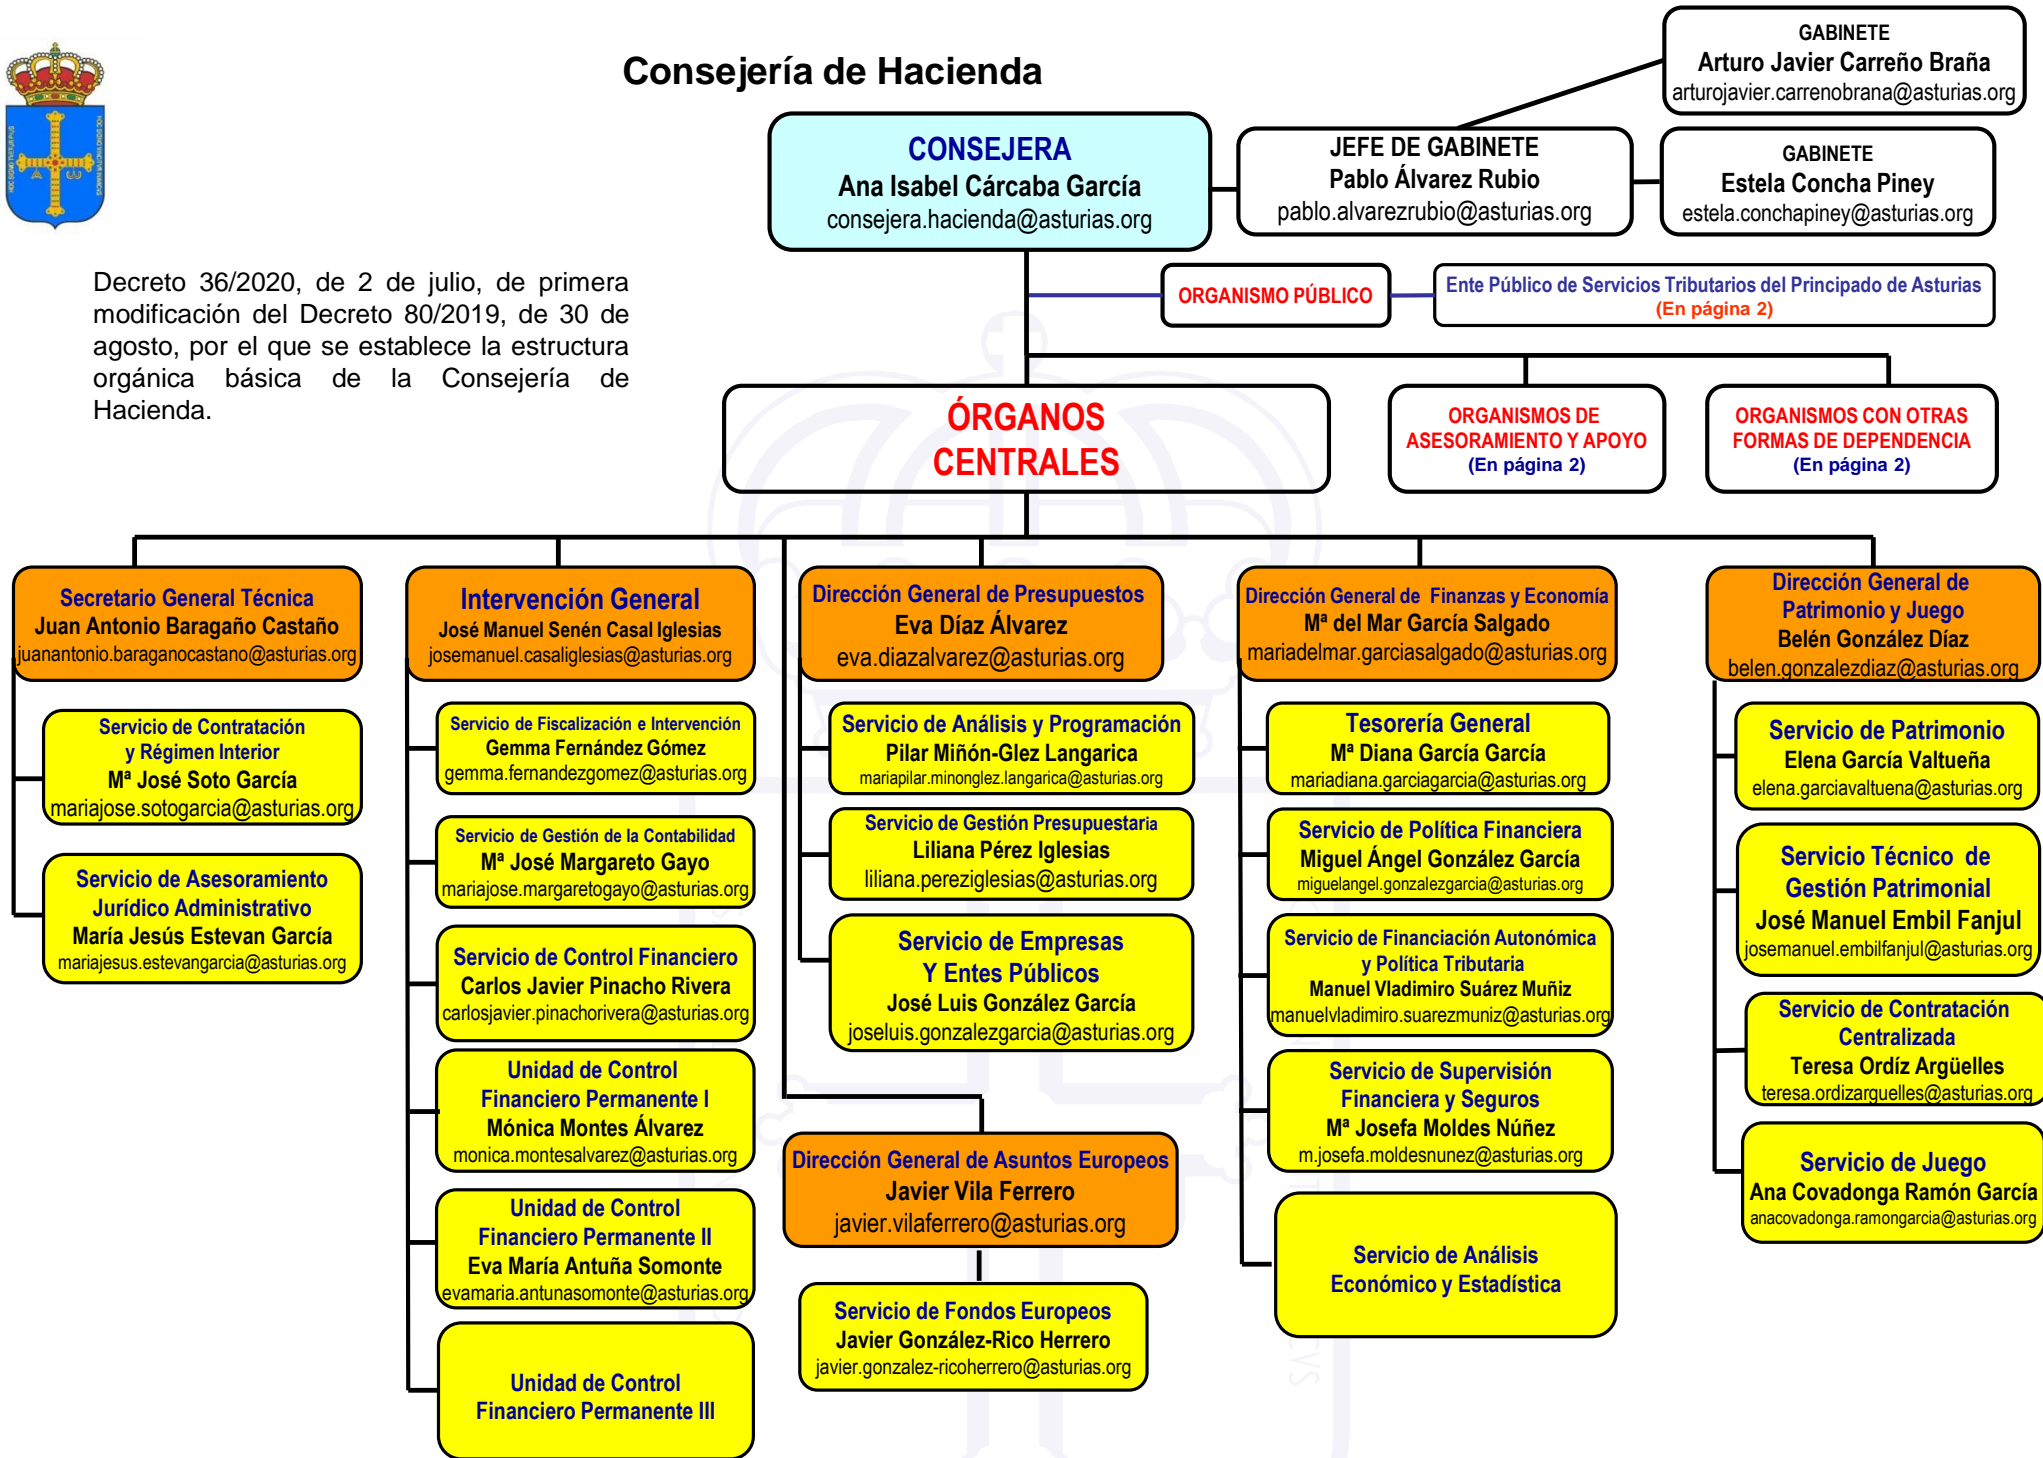 Consejería de Hacienda
GABINETE
Arturo Javier Carreño Braña
arturojavier.carrenobrana@asturias.org
CONSEJERA
Ana Isabel Cárcaba García
consejera.hacienda@asturias.org
JEFE DE GABINETE
Pablo Álvarez Rubio
pablo.alvarezrubio@asturias.org
GABINETE
Estela Concha Piney
estela.conchapiney@asturias.org
Decreto 36/2020, de 2 de julio, de primera
modificación del Decreto 80/2019, de 30 de
agosto, por el que se establece la estructura
orgánica básica de la Consejería de
Hacienda.
ORGANISMO PÚBLICO
Ente Público de Servicios Tributarios del Principado de Asturias
(En página 2)
ÓRGANOS
CENTRALES
ORGANISMOS DE
ASESORAMIENTO Y APOYO
(En página 2)
ORGANISMOS CON OTRAS
FORMAS DE DEPENDENCIA
(En página 2)
Secretario General Técnica
Juan Antonio Baragaño Castaño
juanantonio.baraganocastano@asturias.org
Servicio de Contratación
y Régimen Interior
Mª José Soto García
mariajose.sotogarcia@asturias.org
Servicio de Asesoramiento
Jurídico Administrativo
María Jesús Estevan García
mariajesus.estevangarcia@asturias.org
Intervención General
José Manuel Senén Casal Iglesias
josemanuel.casaliglesias@asturias.org
Servicio de Fiscalización e Intervención
Gemma Fernández Gómez
gemma.fernandezgomez@asturias.org
Servicio de Gestión de la Contabilidad
Mª José Margareto Gayo
mariajose.margaretogayo@asturias.org
Servicio de Control Financiero
Carlos Javier Pinacho Rivera
carlosjavier.pinachorivera@asturias.org
Unidad de Control
Financiero Permanente I
Mónica Montes Álvarez
monica.montesalvarez@asturias.org
Unidad de Control
Financiero Permanente II
Eva María Antuña Somonte
evamaria.antunasomonte@asturias.org
Unidad de Control
Financiero Permanente III
Dirección General de Presupuestos
Eva Díaz Álvarez
eva.diazalvarez@asturias.org
Servicio de Análisis y Programación
Pilar Miñón-Glez Langarica
mariapilar.minonglez.langarica@asturias.org
Servicio de Gestión Presupuestaria
Liliana Pérez Iglesias
liliana.pereziglesias@asturias.org
Servicio de Empresas
Y Entes Públicos
José Luis González García
joseluis.gonzalezgarcia@asturias.org
Dirección General de Asuntos Europeos
Javier Vila Ferrero
javier.vilaferrero@asturias.org
Servicio de Fondos Europeos
Javier González-Rico Herrero
javier.gonzalez-ricoherrero@asturias.org
Dirección General de Finanzas y Economía
Mª del Mar García Salgado
mariadelmar.garciasalgado@asturias.org
Tesorería General
Mª Diana García García
mariadiana.garciagarcia@asturias.org
Servicio de Política Financiera
Miguel Ángel González García
miguelangel.gonzalezgarcia@asturias.org
Servicio de Financiación Autonómica
y Política Tributaria
Manuel Vladimiro Suárez Muñiz
manuelvladimiro.suarezmuniz@asturias.org
Servicio de Supervisión
Financiera y Seguros
Mª Josefa Moldes Núñez
m.josefa.moldesnunez@asturias.org
Servicio de Análisis
Económico y Estadística
Dirección General de
Patrimonio y Juego
Belén González Díaz
belen.gonzalezdiaz@asturias.org
Servicio de Patrimonio
Elena García Valtueña
elena.garciavaltuena@asturias.org
Servicio Técnico de
Gestión Patrimonial
José Manuel Embil Fanjul
josemanuel.embilfanjul@asturias.org
Servicio de Contratación
Centralizada
Teresa Ordíz Argüelles
teresa.ordizarguelles@asturias.org
Servicio de Juego
Ana Covadonga Ramón García
anacovadonga.ramongarcia@asturias.org